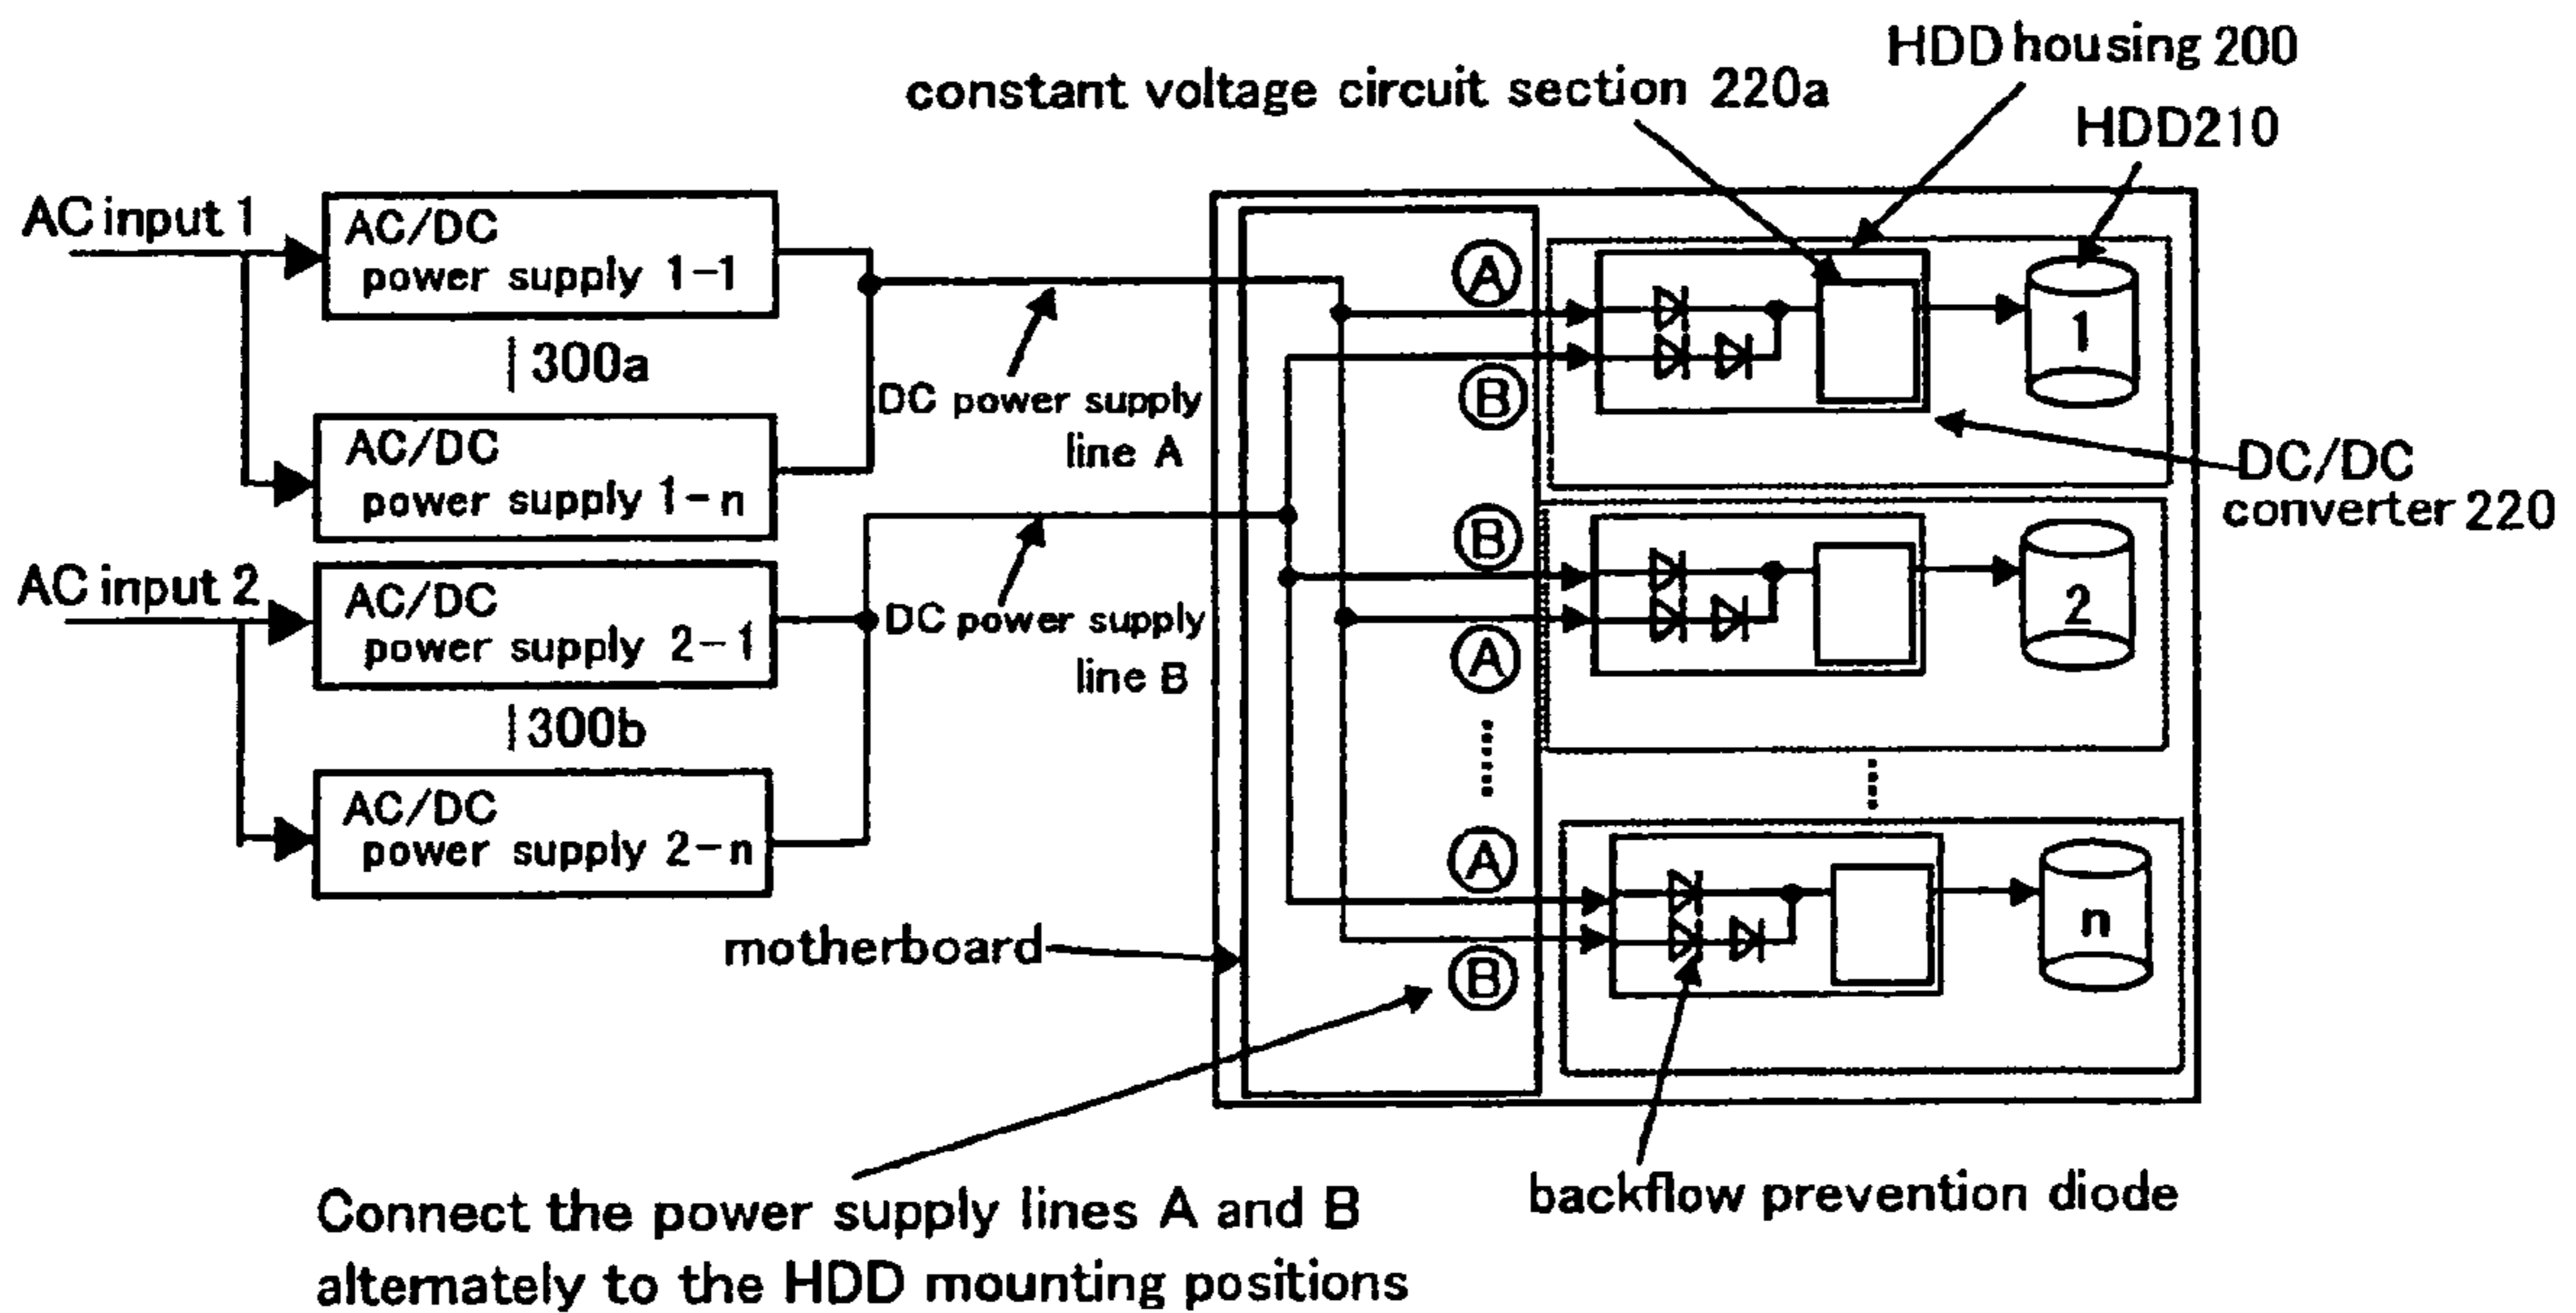 HDD housing 200
constant voltage circuit section 220a
HDD210
AC input 1
AC/DC
power supply 1-1
300a
AC/DC
power supply 1-n
DC power supply
line A
A
B
1
DC/DC
converter 220
AC input 2
AC/DC
power supply 2-1
300b
AC/DC
power supply 2-n
DC power supply
line B
B
A
2
A
B
n
motherboard
Connect the power supply lines A and B
alternately to the HDD mounting positions
backflow prevention diode